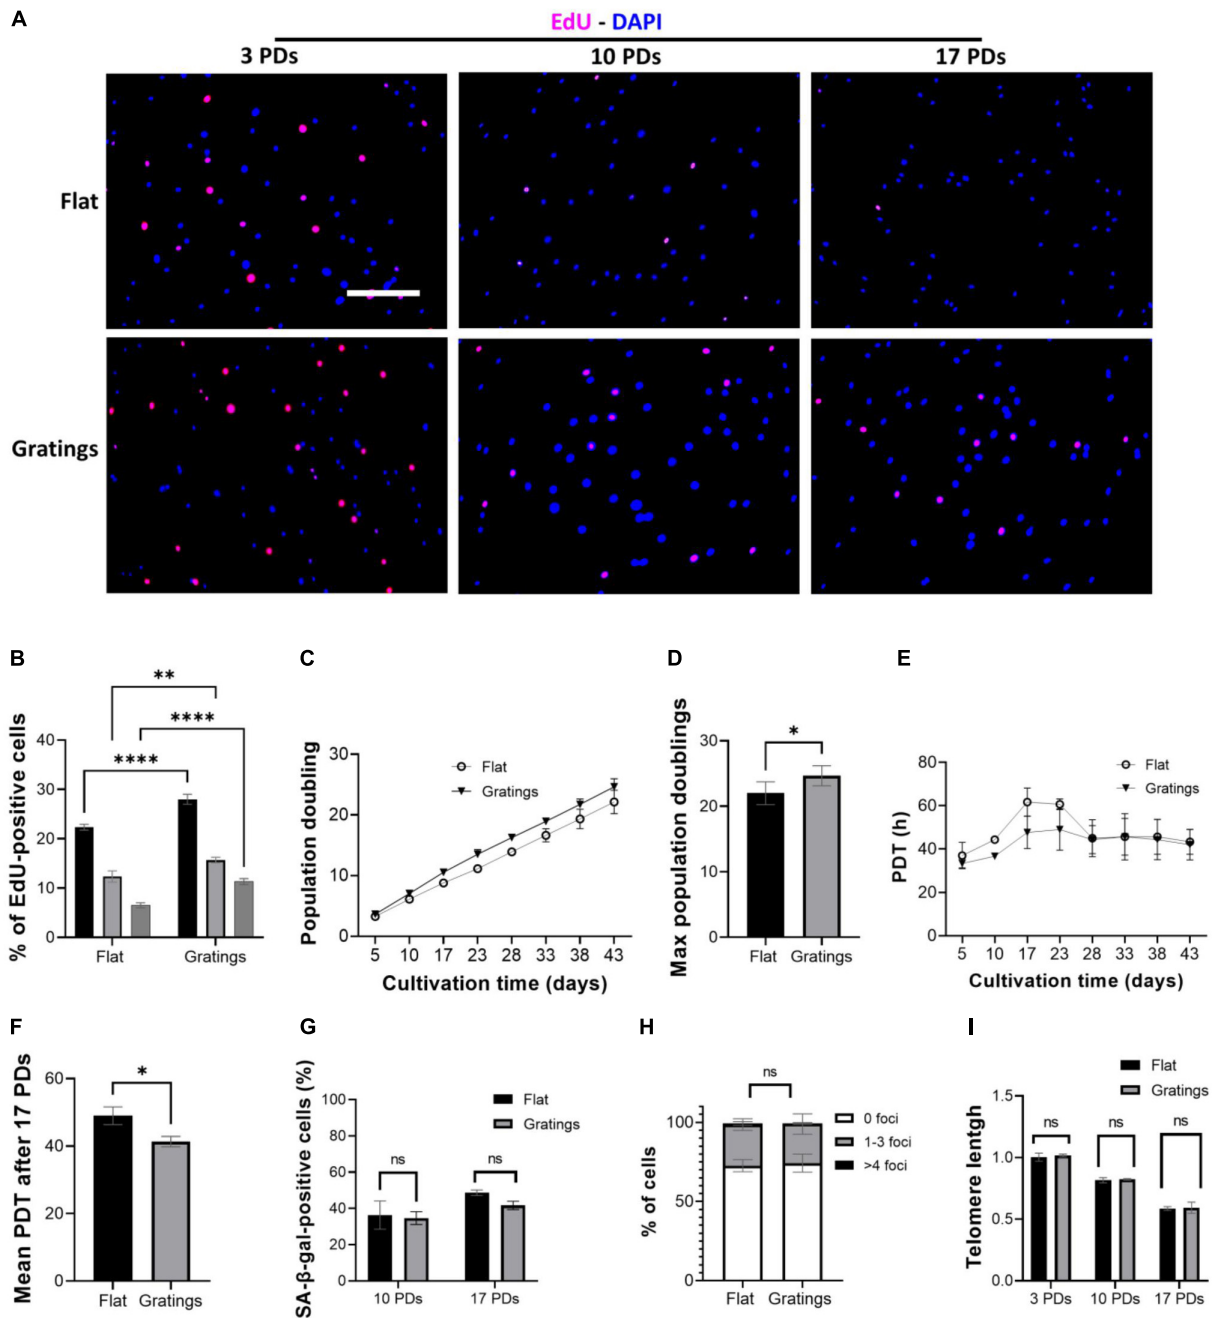 A
EdU - DAPI
3 PDs 10 PDs 17 PDs
Flat
Gratings
B
% of EdU-positive cells
40
30
20
10
0
Flat Gratings
**
****
****
C
Population doubling
30
20
10
0
Flat
Gratings
5 10 17 23 28 33 38 43
Cultivation time (days)
D
Max population doublings
30
20
10
0
*
Flat Gratings
E
PDT (h)
80
60
40
20
0
Flat
Gratings
5 10 17 23 28 33 38 43
Cultivation time (days)
F
Mean PDT after 17 PDs
60
40
20
0
*
Flat Gratings
G
SA-β-gal-positive cells (%)
100
80
60
40
20
0
Flat
Gratings
ns ns
10 PDs 17 PDs
H
% of cells
100
50
0
ns
0 foci
1-3 foci
>4 foci
Flat Gratings
I
Telomere lentgh
1.5
1.0
0.5
0.0
Flat
Gratings
ns ns ns
3 PDs 10 PDs 17 PDs